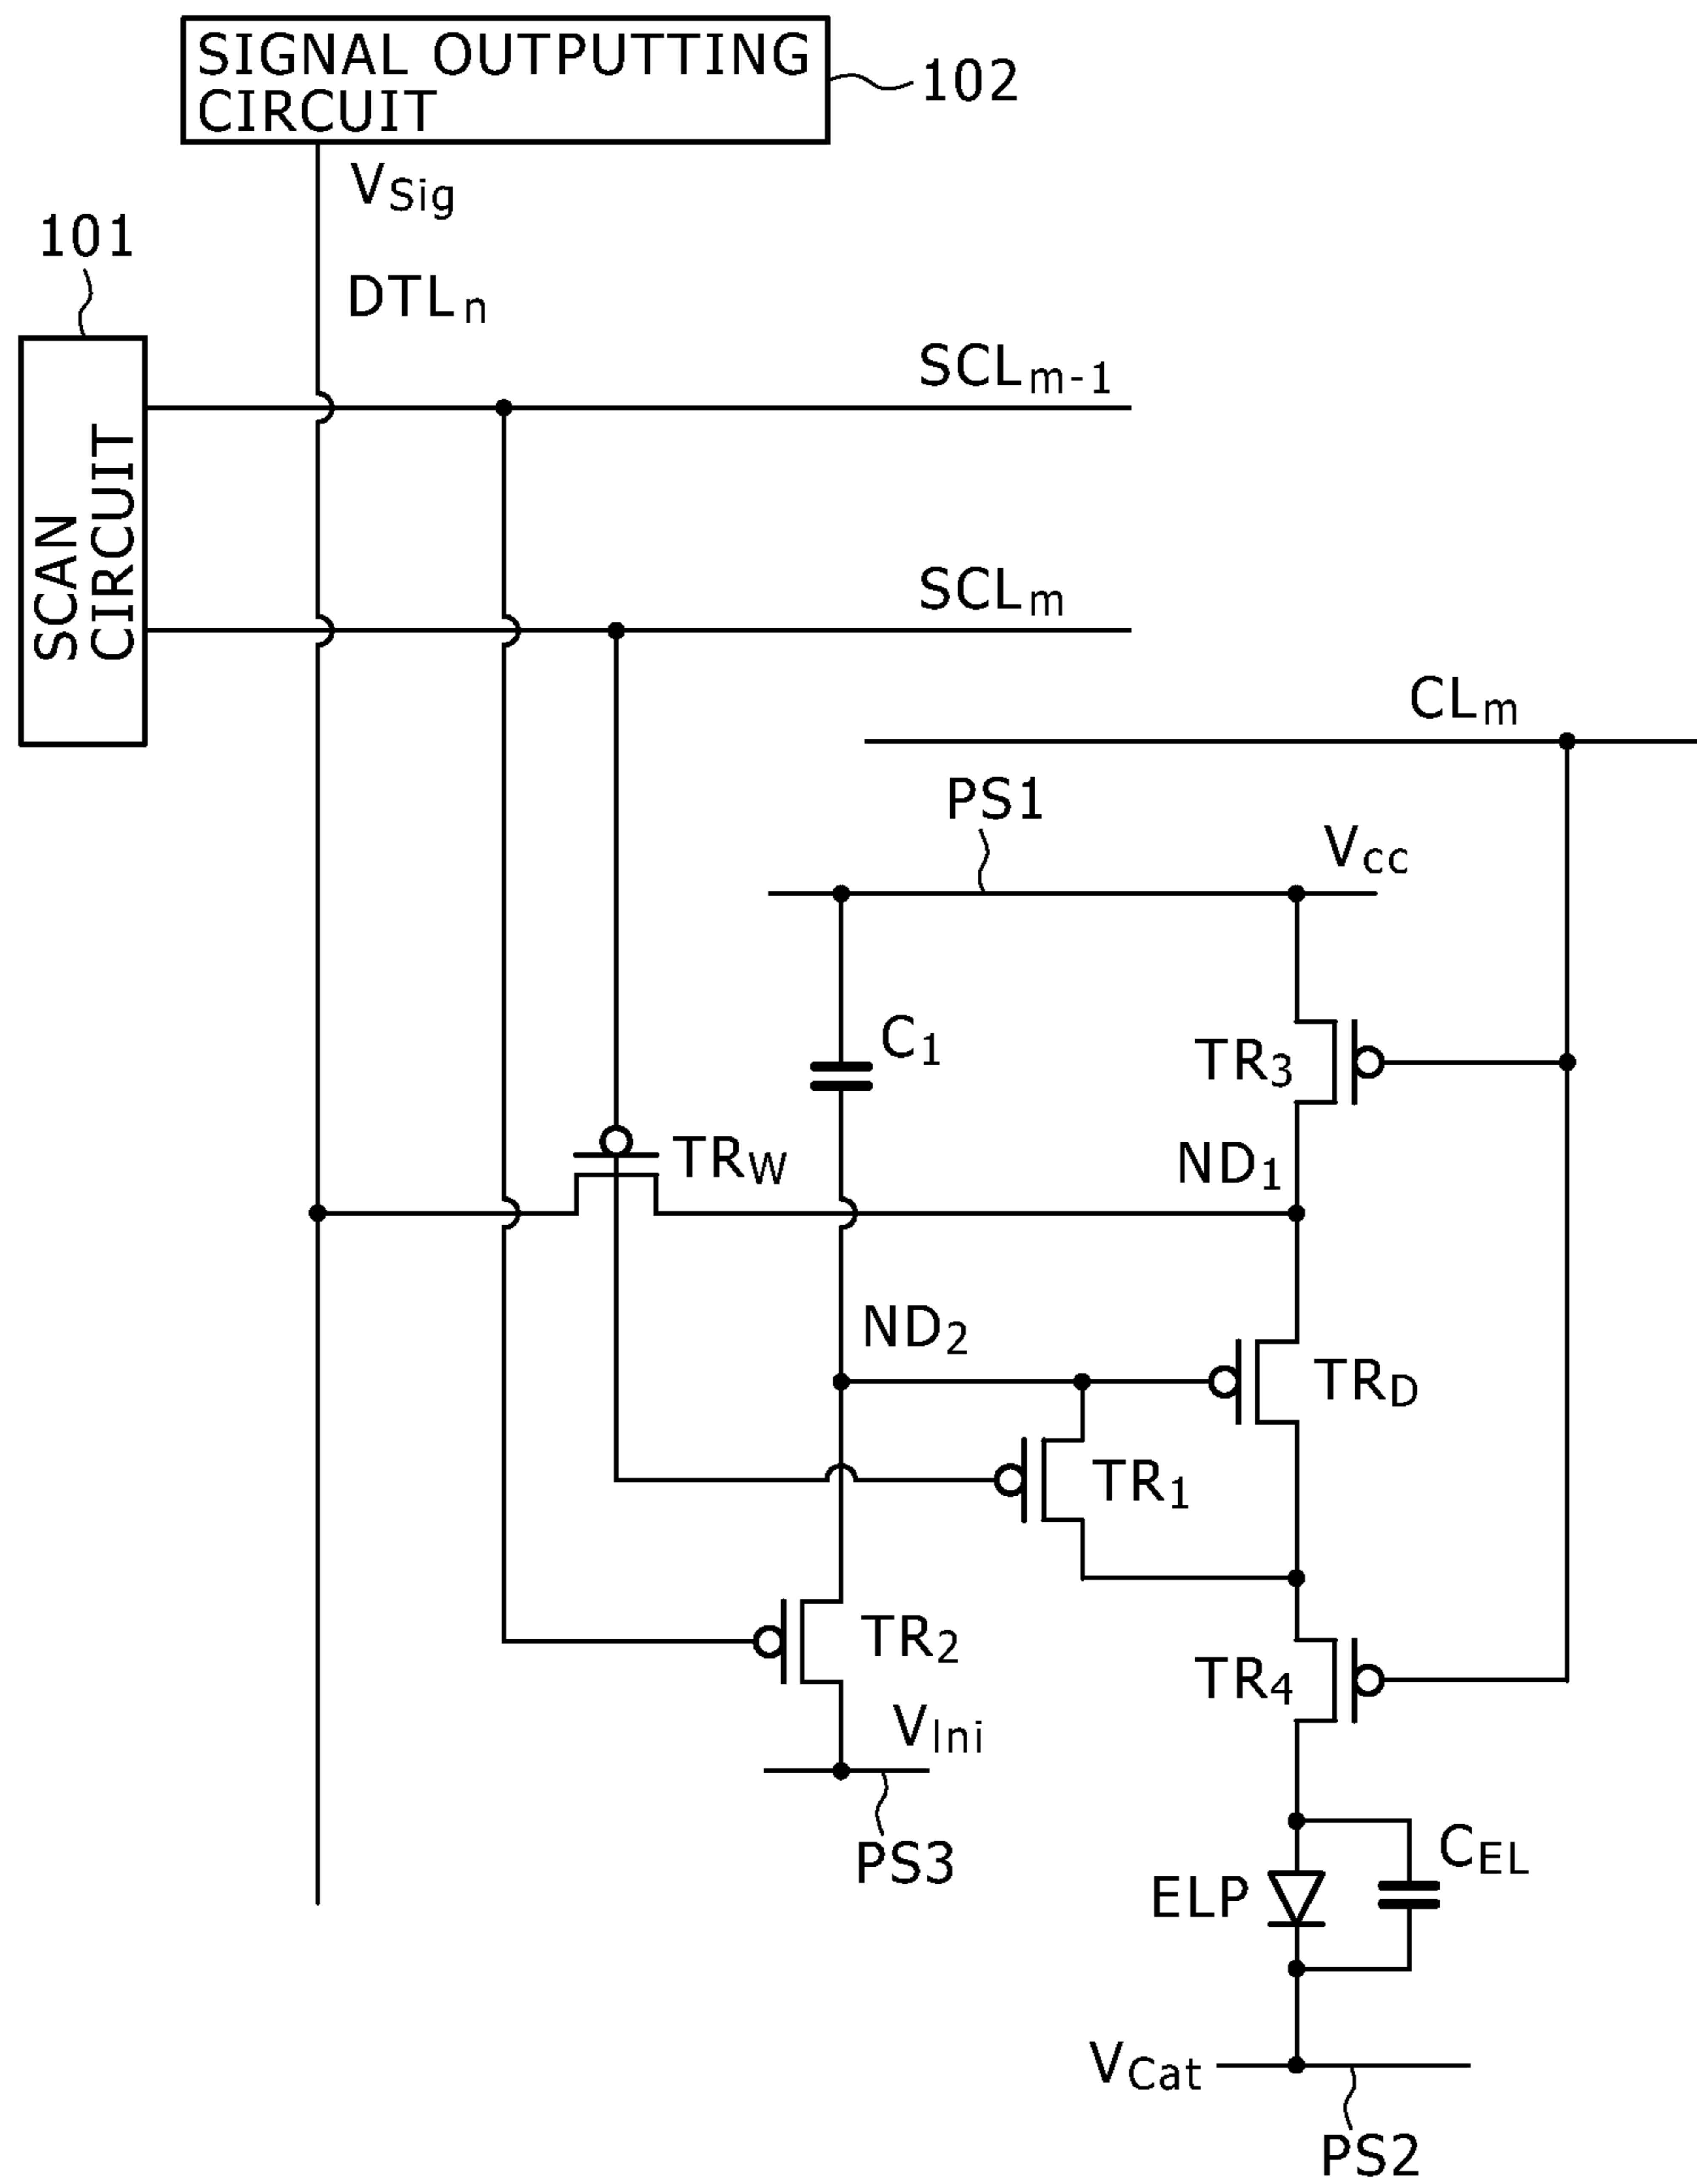 SIGNAL OUTPUTTING
CIRCUIT
102
VSig
101
DTLn
SCLm-1
SCAN
CIRCUIT
SCLm
CLm
PS1
Vcc
C1
TR3
TRW
ND1
ND2
TRD
TR1
TR2
TR4
VIni
PS3
CEL
ELP
VCat
PS2